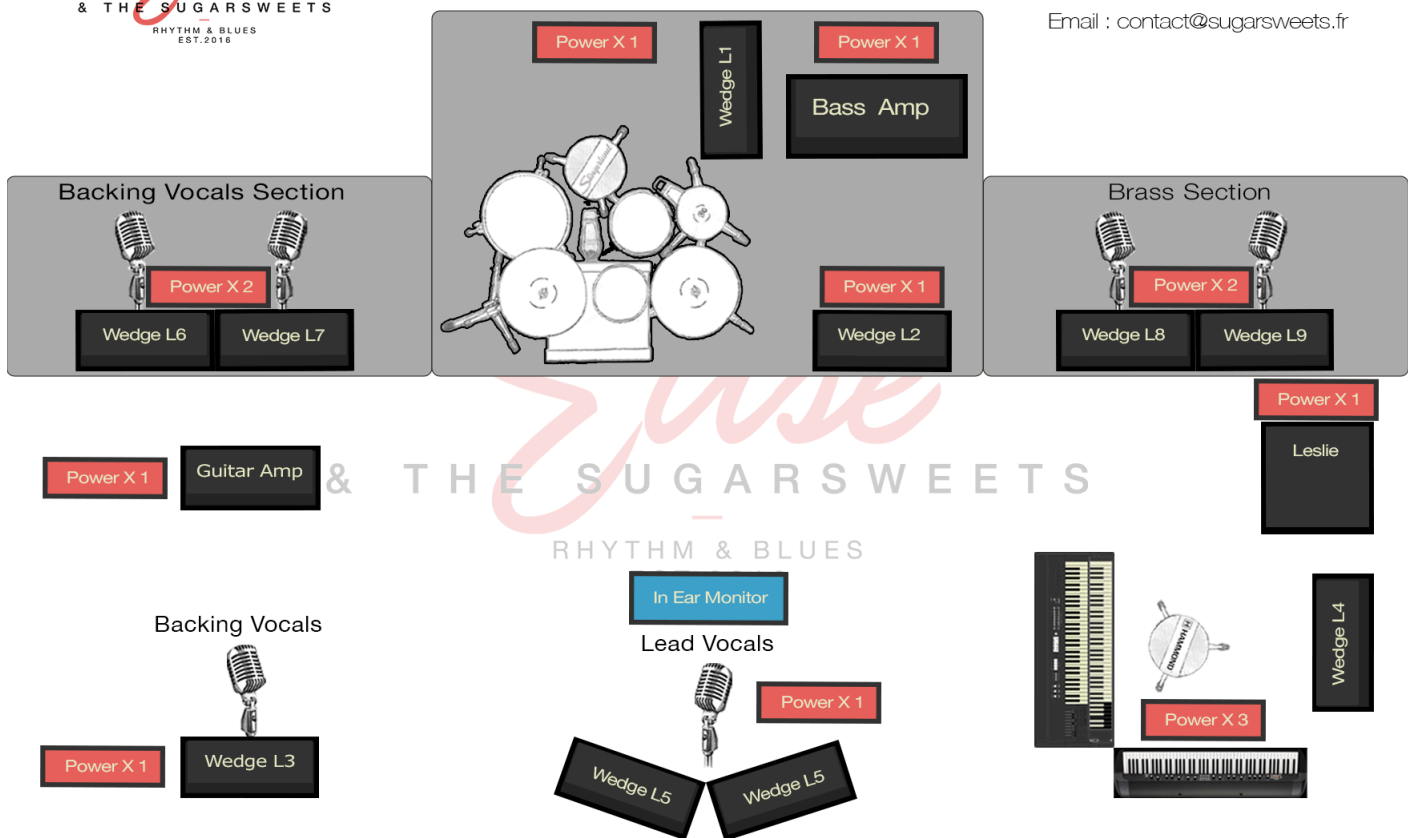 & THE SUGARSWEETS
RHYTHM & BLUES
EST.2016
Email : contact@sugarsweets.fr
Power X 1
Wedge L1
Power X 1
Bass Amp
Slingerland
Backing Vocals Section
Power X 2
Wedge L6
Wedge L7
Power X 1
Wedge L2
Brass Section
Power X 2
Wedge L8
Wedge L9
Power X 1
Leslie
Power X 1
Guitar Amp
Elise
& THE SUGARSWEETS
RHYTHM & BLUES
In Ear Monitor
Backing Vocals
Lead Vocals
Power X 1
HAMMOND
Wedge L4
Power X 3
Power X 1
Wedge L3
Wedge L5
Wedge L5